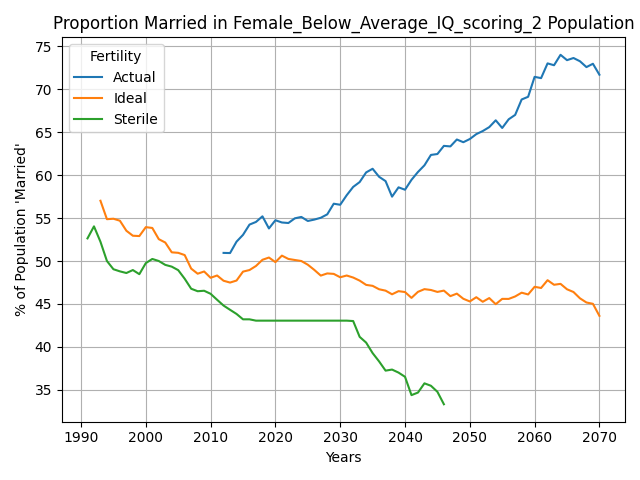 Proportion Married in Female_Below_Average_IQ_scoring_2 Population
Fertility
Actual
Ideal
Sterile
% of Population 'Married'
75
70
65
60
55
50
45
40
35
1990 2000 2010 2020 2030 2040 2050 2060 2070
Years